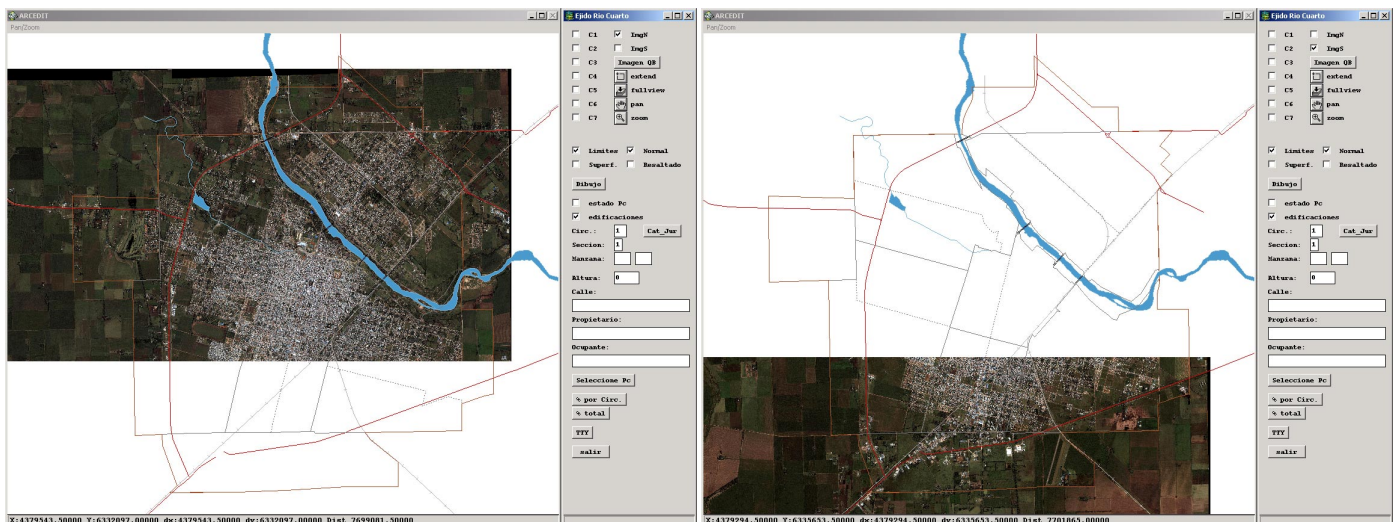 ARCEDIT
Pan/Zoom
X:4379543.50000 Y:6332097.00000 dx:4379543.50000 dy:6332097.00000 Dist 7699081.50000
Ejido Rio Cuarto
C1 ImgN
C2 ImgS
C3 Imagen QB
C4 extend
C5 fullview
C6 pan
C7 zoom
Limites Normal
Superf. Resaltado
Dibujo
estado Pc
edificaciones
Circ.: 1 Cat_Jur
Seccion: 1
Manzana:
Altura: 0
Calle:
Propietario:
Ocupante:
Seleccione Pc
% por Circ.
% total
TTY
salir
ARCEDIT
Pan/Zoom
X:4379294.50000 Y:6335653.50000 dx:4379294.50000 dy:6335653.50000 Dist 7701865.00000
Ejido Rio Cuarto
C1 ImgN
C2 ImgS
C3 Imagen QB
C4 extend
C5 fullview
C6 pan
C7 zoom
Limites Normal
Superf. Resaltado
Dibujo
estado Pc
edificaciones
Circ.: 1 Cat_Jur
Seccion: 1
Manzana:
Altura: 0
Calle:
Propietario:
Ocupante:
Seleccione Pc
% por Circ.
% total
TTY
salir